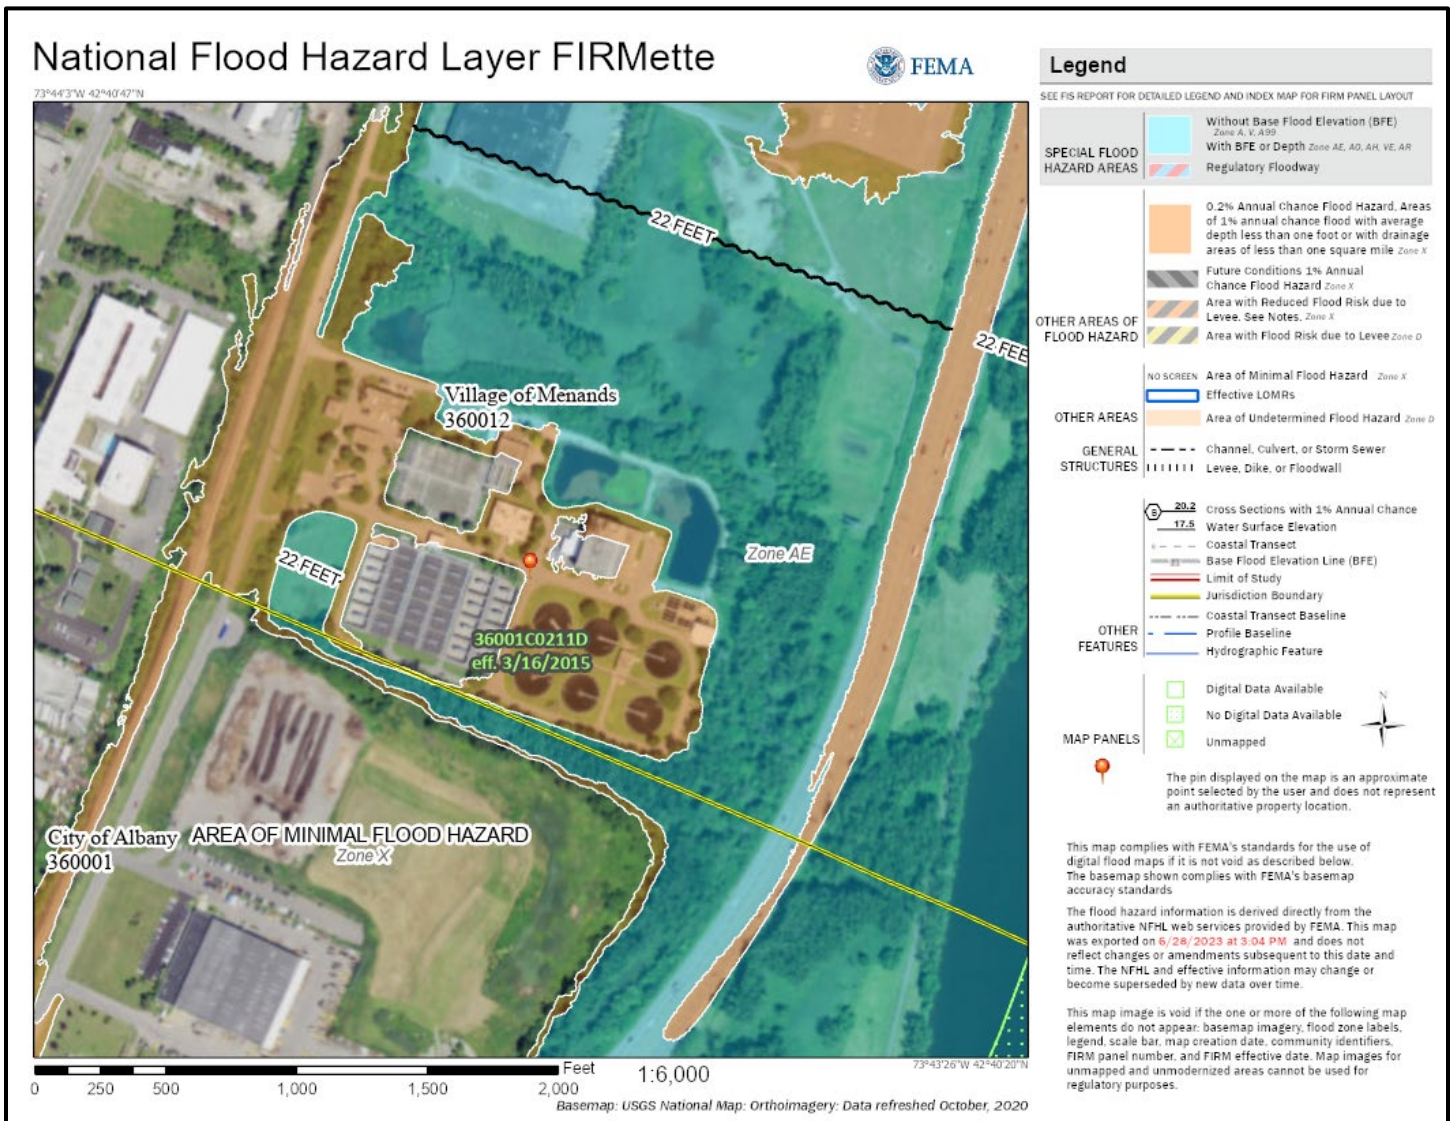 National Flood Hazard Layer FIRMette
FEMA
73°44'3"W 42°40'47"N
22 FEET
22 FEE
Village of Menands
360012
Zone AE
22 FEET
36001C0211D
eff. 3/16/2015
City of Albany
360001
AREA OF MINIMAL FLOOD HAZARD
Zone X
73°43'26"W 42°40'20"N
Feet
1:6,000
0 250 500 1,000 1,500 2,000
Basemap: USGS National Map: Orthoimagery: Data refreshed October, 2020
Legend
SEE FIS REPORT FOR DETAILED LEGEND AND INDEX MAP FOR FIRM PANEL LAYOUT
SPECIAL FLOOD
HAZARD AREAS
Without Base Flood Elevation (BFE)
Zone A, V, A99
With BFE or Depth Zone AE, AO, AH, VE, AR
Regulatory Floodway
OTHER AREAS OF
FLOOD HAZARD
0.2% Annual Chance Flood Hazard, Areas
of 1% annual chance flood with average
depth less than one foot or with drainage
areas of less than one square mile Zone X
Future Conditions 1% Annual
Chance Flood Hazard Zone X
Area with Reduced Flood Risk due to
Levee. See Notes. Zone X
Area with Flood Risk due to Levee Zone D
OTHER AREAS
NO SCREEN Area of Minimal Flood Hazard Zone X
Effective LOMRs
Area of Undetermined Flood Hazard Zone D
GENERAL
STRUCTURES
Channel, Culvert, or Storm Sewer
Levee, Dike, or Floodwall
OTHER
FEATURES
B 20.2 Cross Sections with 1% Annual Chance
17.5 Water Surface Elevation
Coastal Transect
Base Flood Elevation Line (BFE)
Limit of Study
Jurisdiction Boundary
Coastal Transect Baseline
Profile Baseline
Hydrographic Feature
MAP PANELS
Digital Data Available
No Digital Data Available
Unmapped
N
The pin displayed on the map is an approximate
point selected by the user and does not represent
an authoritative property location.
This map complies with FEMA's standards for the use of
digital flood maps if it is not void as described below.
The basemap shown complies with FEMA's basemap
accuracy standards
The flood hazard information is derived directly from the
authoritative NFHL web services provided by FEMA. This map
was exported on 6/28/2023 at 3:04 PM and does not
reflect changes or amendments subsequent to this date and
time. The NFHL and effective information may change or
become superseded by new data over time.
This map image is void if the one or more of the following map
elements do not appear: basemap imagery, flood zone labels,
legend, scale bar, map creation date, community identifiers,
FIRM panel number, and FIRM effective date. Map images for
unmapped and unmodernized areas cannot be used for
regulatory purposes.